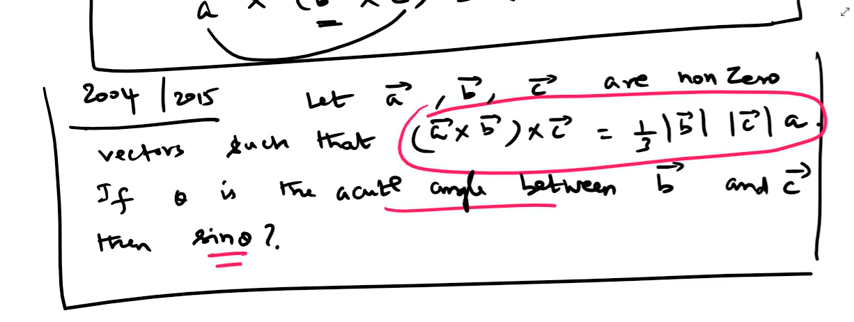 a × (b × c)
2004 / 2015 Let a⃗, b⃗, c⃗ are non Zero
vectors such that (a⃗ × b⃗) × c⃗ = 1/3 |b⃗| |c⃗| a.
If θ is the acute angle between b⃗ and c⃗
then sinθ?.